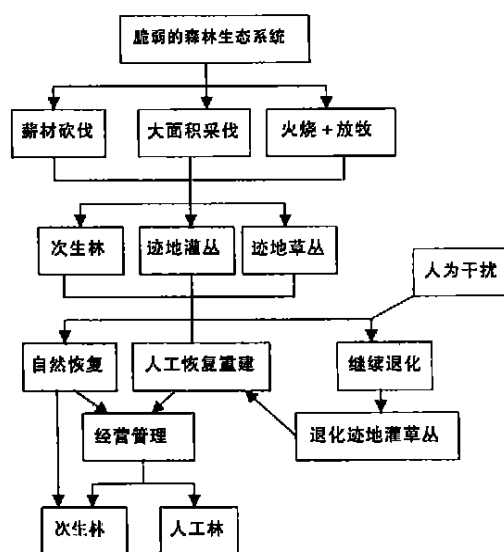 脆弱的森林生态系统
薪材砍伐
大面积采伐
火烧+放牧
次生林
迹地灌丛
迹地草丛
人为干扰
自然恢复
人工恢复重建
继续退化
经营管理
退化迹地灌草丛
次生林
人工林